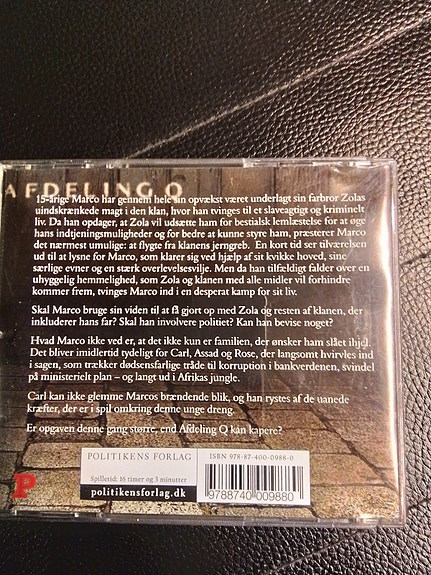 AFDELING Q
15-årige Marco har gennem hele sin opvækst været underlagt sin farbror Zolas
uindskrænkede magt i den klan, hvor han tvinges til et slaveagtigt og kriminelt
liv. Da han opdager, at Zola vil udsætte ham for bestialsk lemlæstelse for at øge
hans indtjeningsmuligheder og for bedre at kunne styre ham, præsterer Marco
det nærmest umulige: at flygte fra klanens jerngreb. En kort tid ser tilværelsen
ud til at lysne for Marco, som klarer sig ved hjælp af sit kvikke hoved, sine
særlige evner og en stærk overlevelsesvilje. Men da han tilfældigt falder over en
uhyggelig hemmelighed, som Zola og klanen med alle midler vil forhindre
kommer frem, tvinges Marco ind i en desperat kamp for sit liv.
Skal Marco bruge sin viden til at få gjort op med Zola og resten af klanen, der
inkluderer hans far? Skal han involvere politiet? Kan han bevise noget?
Hvad Marco ikke ved er, at det ikke kun er familien, der ønsker ham slået ihjel.
Det bliver imidlertid tydeligt for Carl, Assad og Rose, der langsomt hvirvles ind
i sagen, som trækker dødsensfarlige tråde til korruption i bankverdenen, svindel
på ministerielt plan – og langt ud i Afrikas jungle.
Carl kan ikke glemme Marcos brændende blik, og han rystes af de uanede
kræfter, der er i spil omkring denne unge dreng.
Er opgaven denne gang større, end Afdeling Q kan kapere?
POLITIKENS FORLAG
Spilletid: 16 timer og 3 minutter
politikensforlag.dk
ISBN 978-87-400-0988-0
9788740009880
P